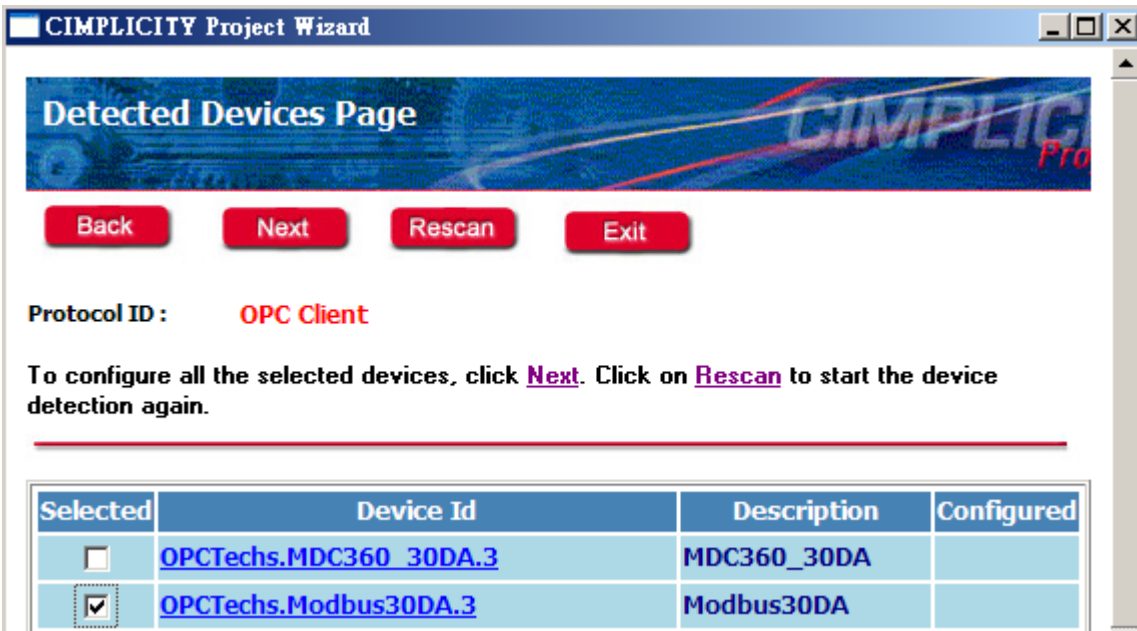 CIMPLICITY Project Wizard
Detected Devices Page
CIMPLIC
Pro
Back Next Rescan Exit
Protocol ID : OPC Client
To configure all the selected devices, click Next. Click on Rescan to start the device
detection again.
Selected Device Id Description Configured
OPCTechs.MDC360_30DA.3 MDC360_30DA
OPCTechs.Modbus30DA.3 Modbus30DA